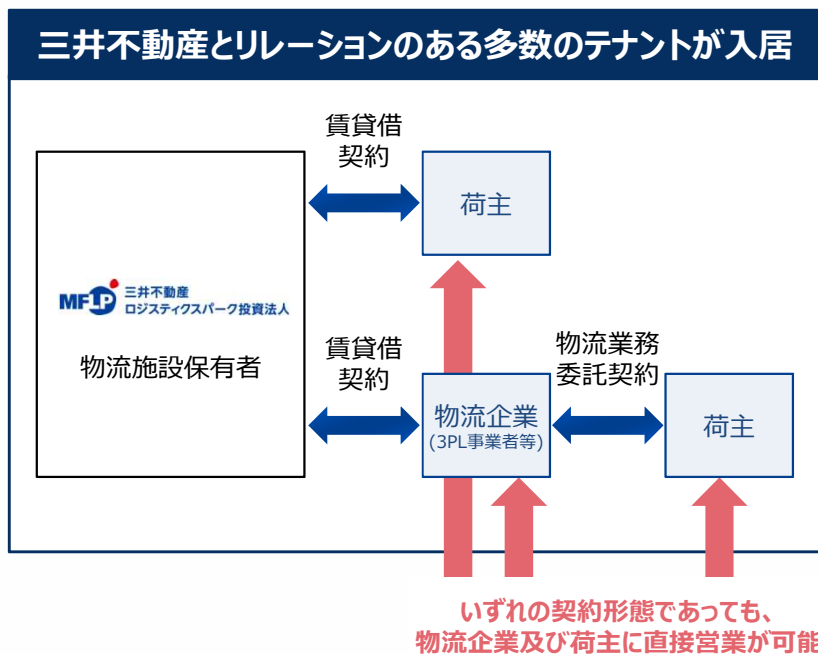 三井不動産とリレーションのある多数のテナントが入居
賃貸借
契約
荷主
MFLP 三井不動産
ロジスティクスパーク投資法人
物流施設保有者
賃貸借
契約
物流企業
(3PL事業者等)
物流業務
委託契約
荷主
いずれの契約形態であっても、
物流企業及び荷主に直接営業が可能